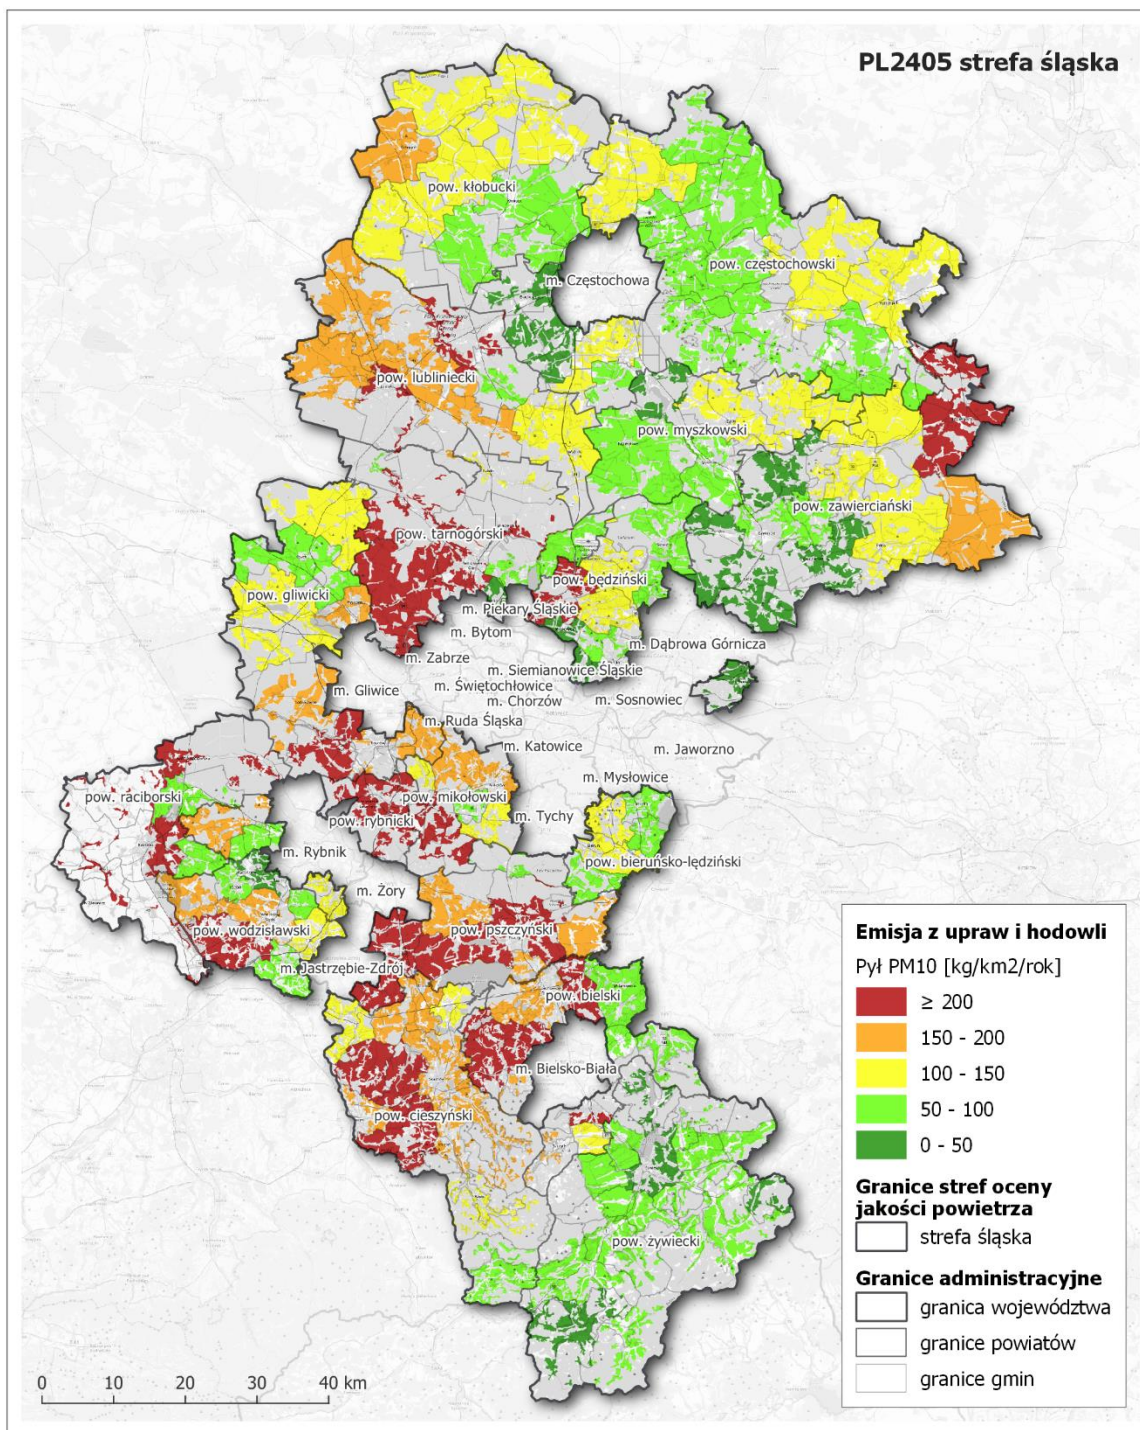 PL2405 strefa śląska
pow. kłobucki
pow. częstochowski
m. Częstochowa
pow. lubliniecki
pow. myszkowski
pow. zawierciański
pow. tarnogórski
pow. będziński
pow. gliwicki
m. Piekary Śląskie
m. Bytom
m. Dąbrowa Górnicza
m. Zabrze
m. Siemianowice Śląskie
m. Świętochłowice
m. Gliwice
m. Chorzów
m. Sosnowiec
m. Ruda Śląska
m. Katowice
m. Jaworzno
m. Mysłowice
pow. raciborski
pow. mikołowski
m. Tychy
pow. rybnicki
m. Rybnik
pow. bieruńsko-lędziński
m. Żory
pow. wodzisławski
pow. pszczyński
m. Jastrzębie-Zdrój
pow. bielski
m. Bielsko-Biała
pow. cieszyński
pow. żywiecki
Emisja z upraw i hodowli
Pył PM10 [kg/km2/rok]
≥ 200
150 - 200
100 - 150
50 - 100
0 - 50
Granice stref oceny
jakości powietrza
strefa śląska
Granice administracyjne
granica województwa
granice powiatów
granice gmin
0 10 20 30 40 km